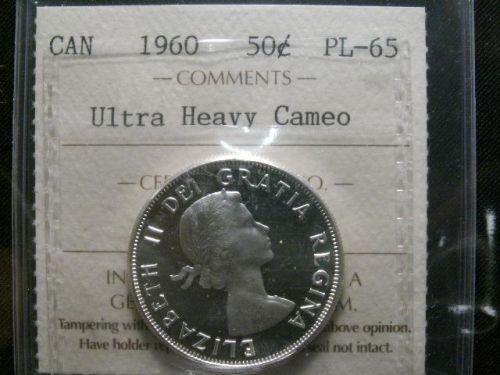 CAN 1960 50¢ PL-65
— COMMENTS —
Ultra Heavy Cameo
ELIZABETH II DEI GRATIA REGINA
IN A
Tampering with above opinion.
Have holder seal not intact.